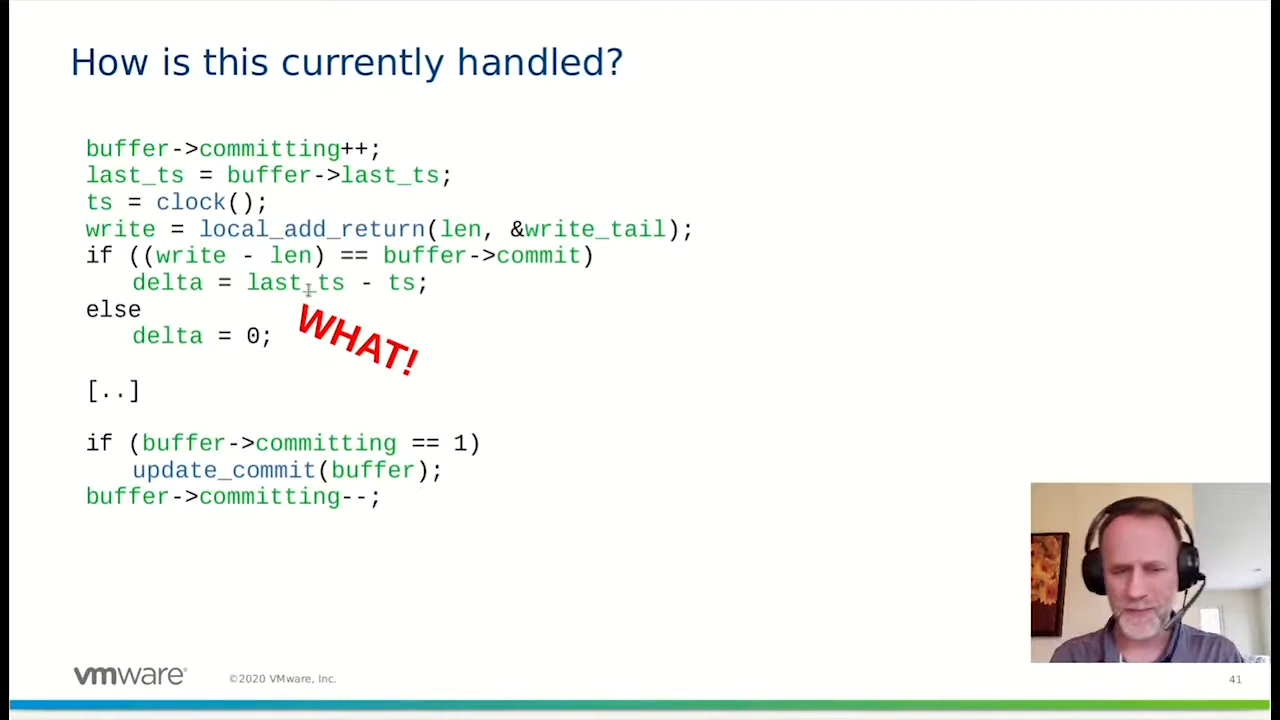 How is this currently handled?
buffer->committing++;
last_ts = buffer->last_ts;
ts = clock();
write = local_add_return(len, &write_tail);
if ((write - len) == buffer->commit)
delta = last_ts - ts;
else
delta = 0;
WHAT!
[..]
if (buffer->committing == 1)
update_commit(buffer);
buffer->committing--;
vmware®
©2020 VMware, Inc.
41